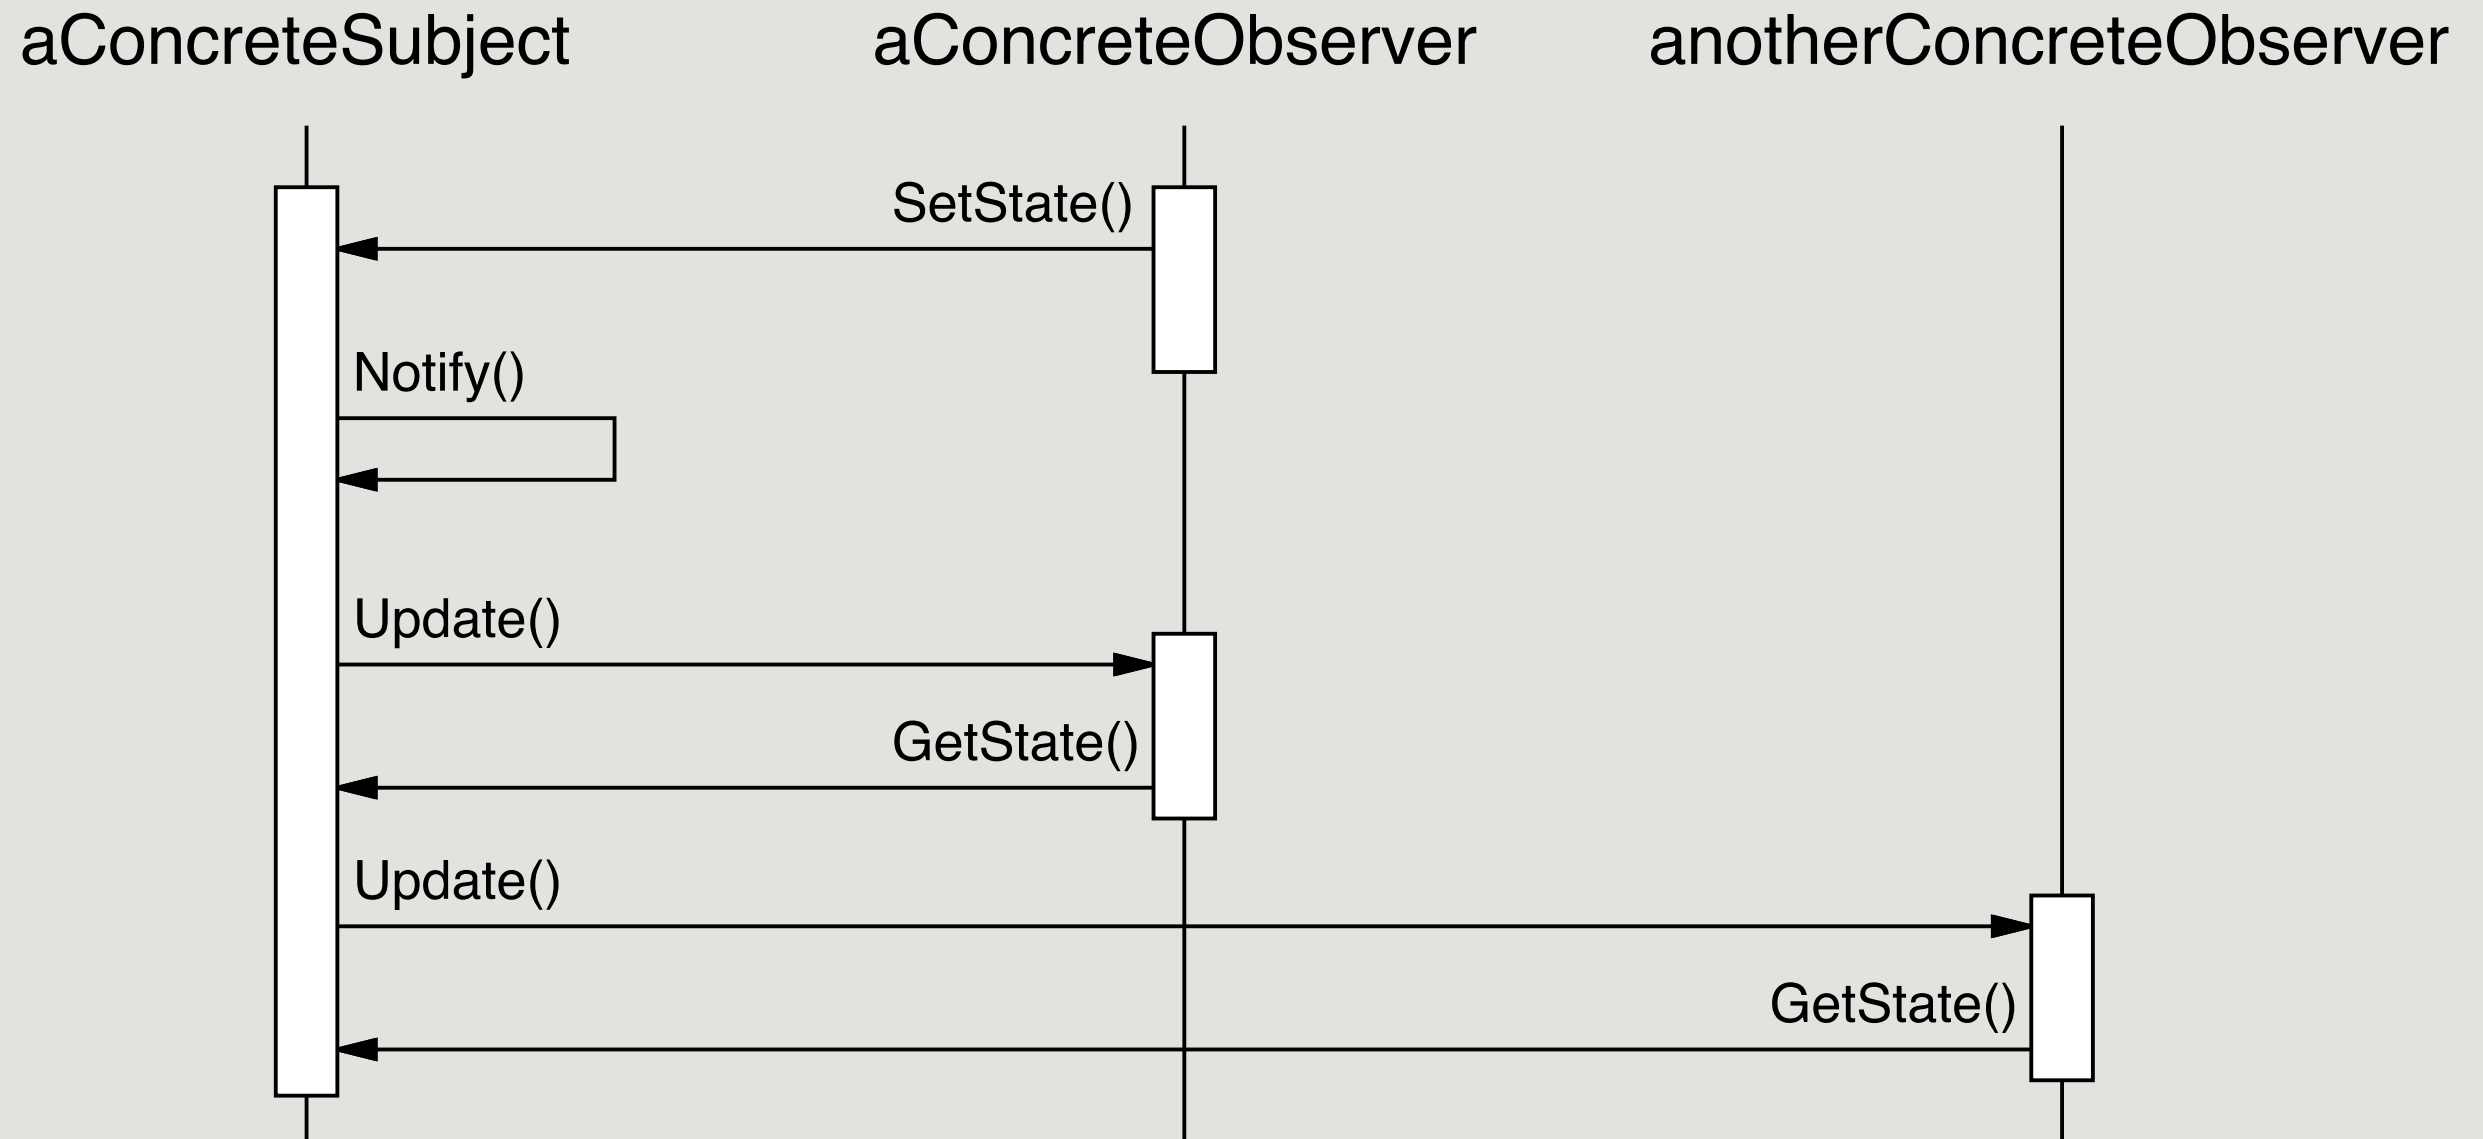 aConcreteSubject aConcreteObserver anotherConcreteObserver
SetState()
Notify()
Update()
GetState()
Update()
GetState()